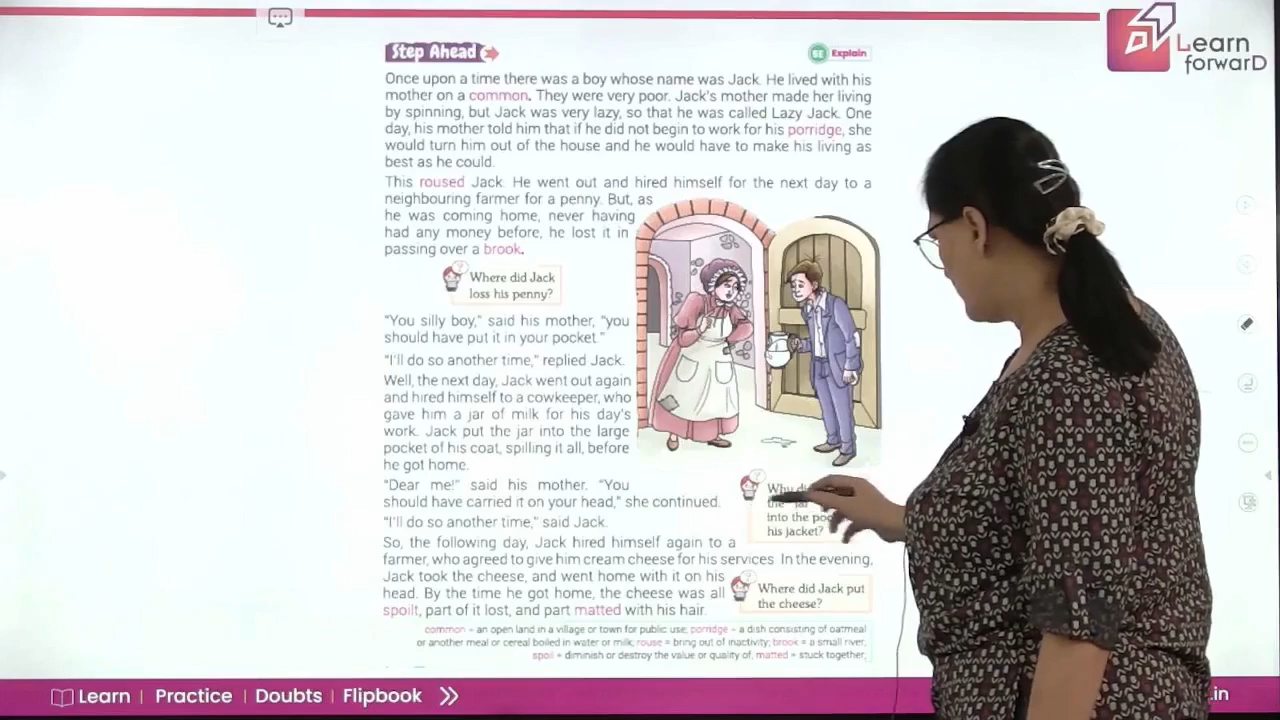 Learn
forwarD
Step Ahead
5E Explain
Once upon a time there was a boy whose name was Jack. He lived with his
mother on a common. They were very poor. Jack's mother made her living
by spinning, but Jack was very lazy, so that he was called Lazy Jack. One
day, his mother told him that if he did not begin to work for his porridge, she
would turn him out of the house and he would have to make his living as
best as he could.
This roused Jack. He went out and hired himself for the next day to a
neighbouring farmer for a penny. But, as
he was coming home, never having
had any money before, he lost it in
passing over a brook.
Where did Jack
loss his penny?
"You silly boy," said his mother, "you
should have put it in your pocket."
"I'll do so another time," replied Jack.
Well, the next day, Jack went out again
and hired himself to a cowkeeper, who
gave him a jar of milk for his day's
work. Jack put the jar into the large
pocket of his coat, spilling it all, before
he got home.
"Dear me!" said his mother. "You
should have carried it on your head," she continued.
"I'll do so another time," said Jack.
Why
the jar
into the
his jacket?
So, the following day, Jack hired himself again to a
farmer, who agreed to give him cream cheese for his services In the evening,
Jack took the cheese, and went home with it on his
head. By the time he got home, the cheese was all
spoilt, part of it lost, and part matted with his hair.
Where did Jack put
the cheese?
common – an open land in a village or town for public use; porridge – a dish consisting of oatmeal
or another meal or cereal boiled in water or milk; rouse = bring out of inactivity; brook = a small river;
spoil = diminish or destroy the value or quality of; matted = stuck together;
Learn | Practice | Doubts | Flipbook
.in